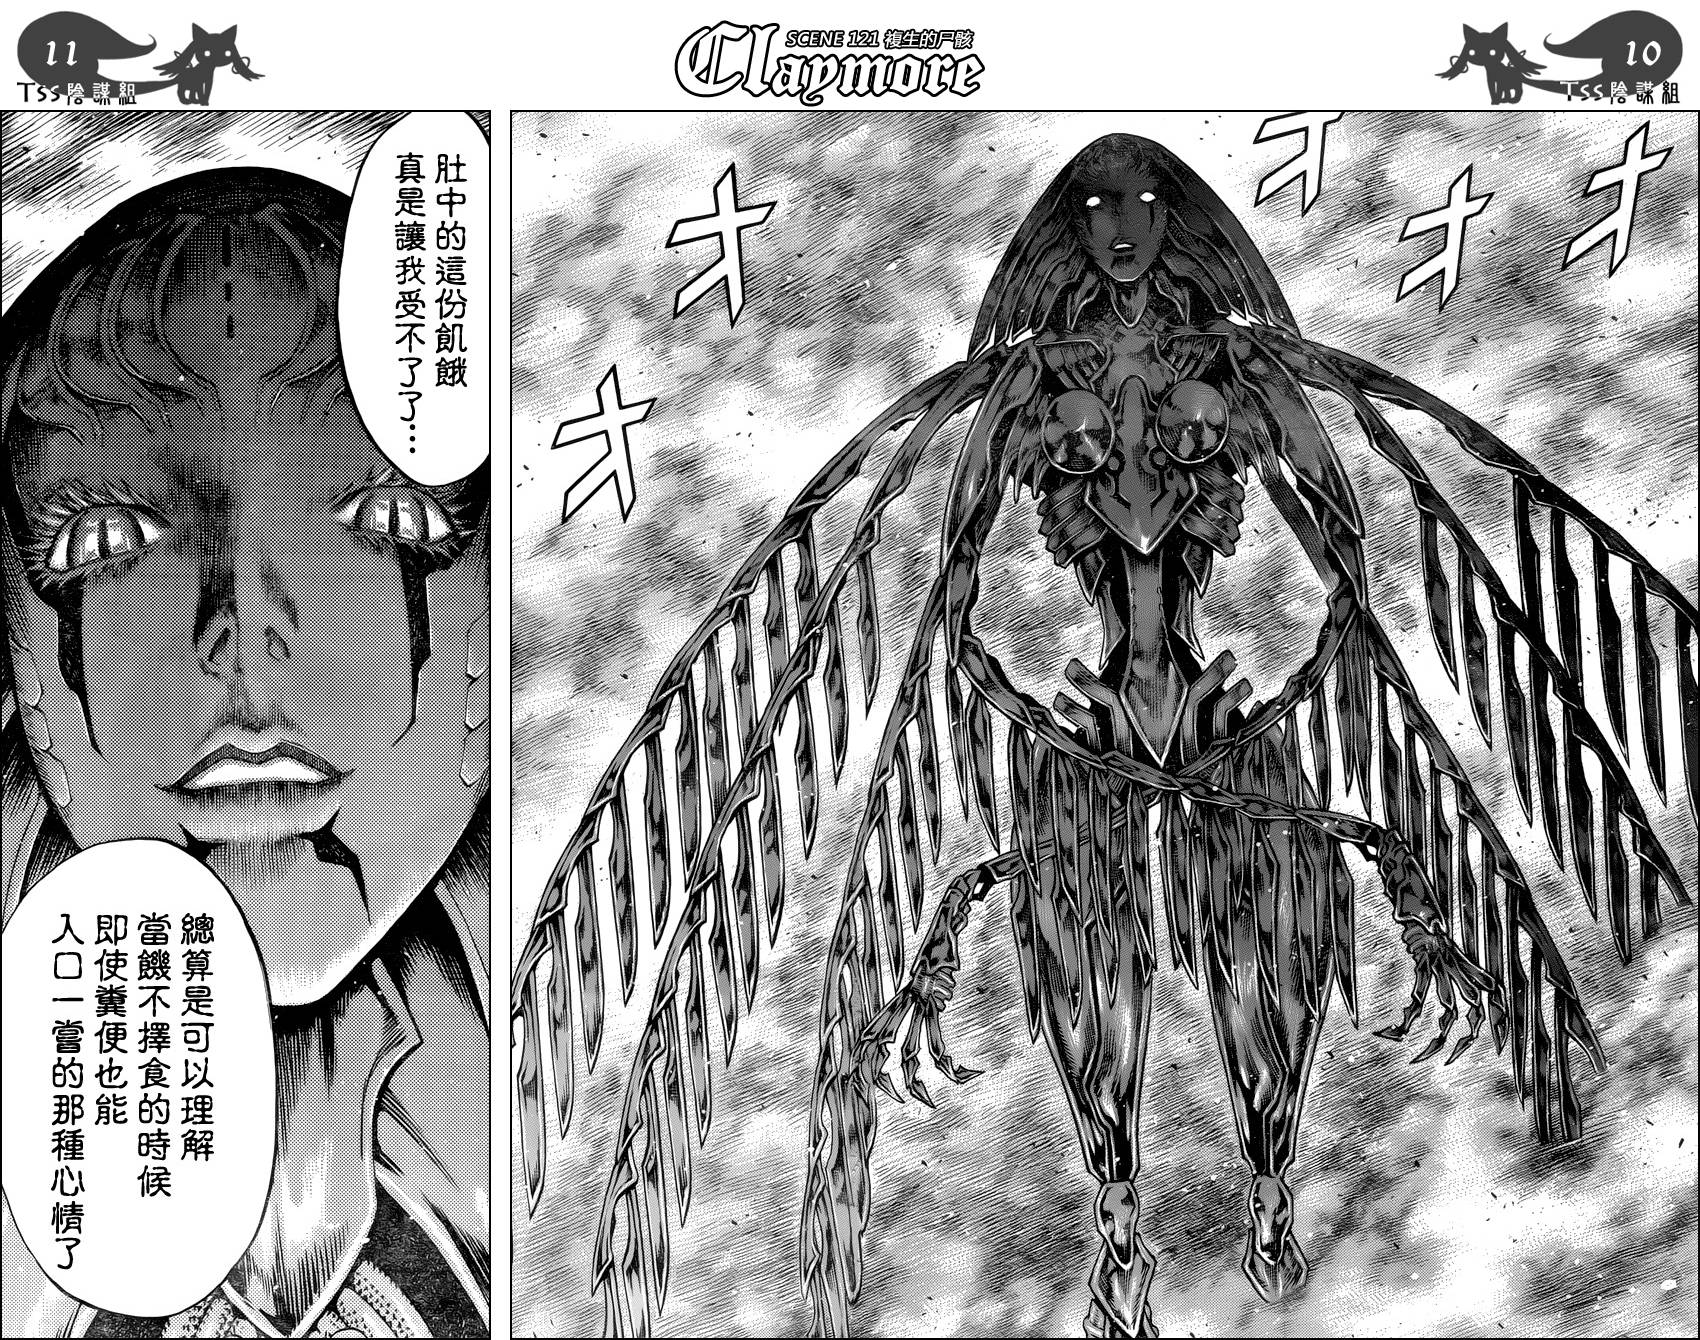 11
TSS陰謀組
Claymore
SCENE 121 複生的尸骸
10
TSS陰謀組
オ
オ
オ
オ
オ
肚中的這份飢餓
真是讓我受不了了…
總算是可以理解
當饑不擇食的時候
即使糞便也能
入口一嘗的那種心情了